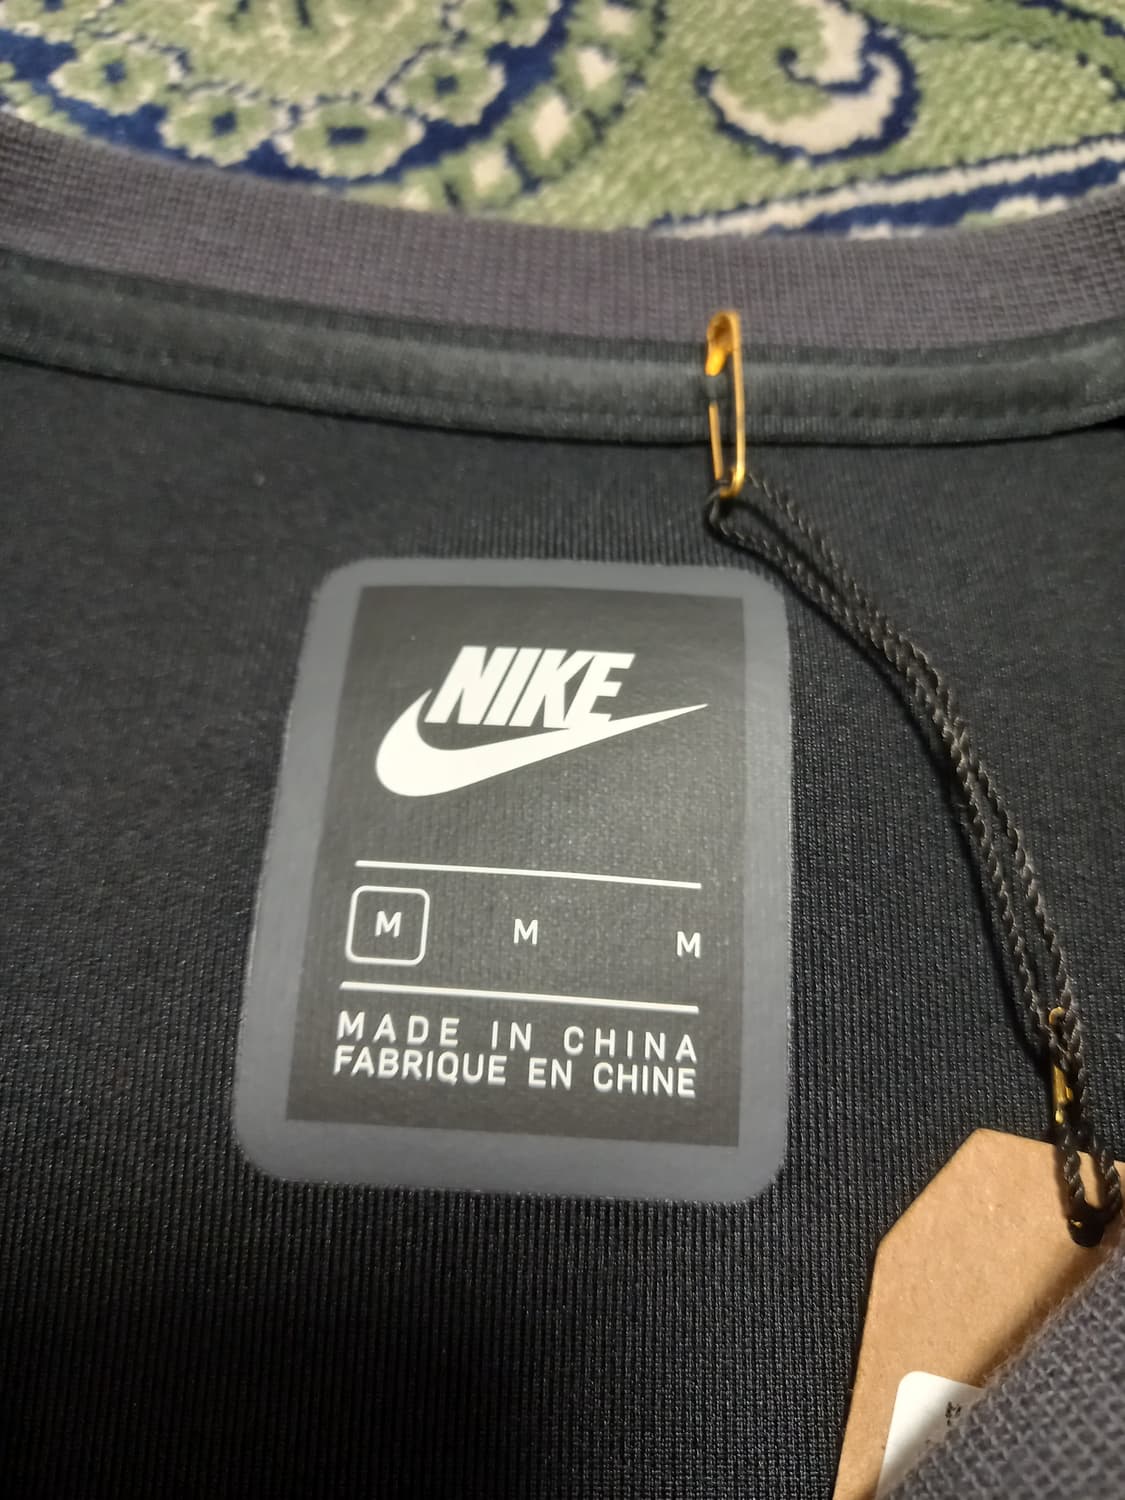 NIKE
M M M
MADE IN CHINA
FABRIQUE EN CHINE